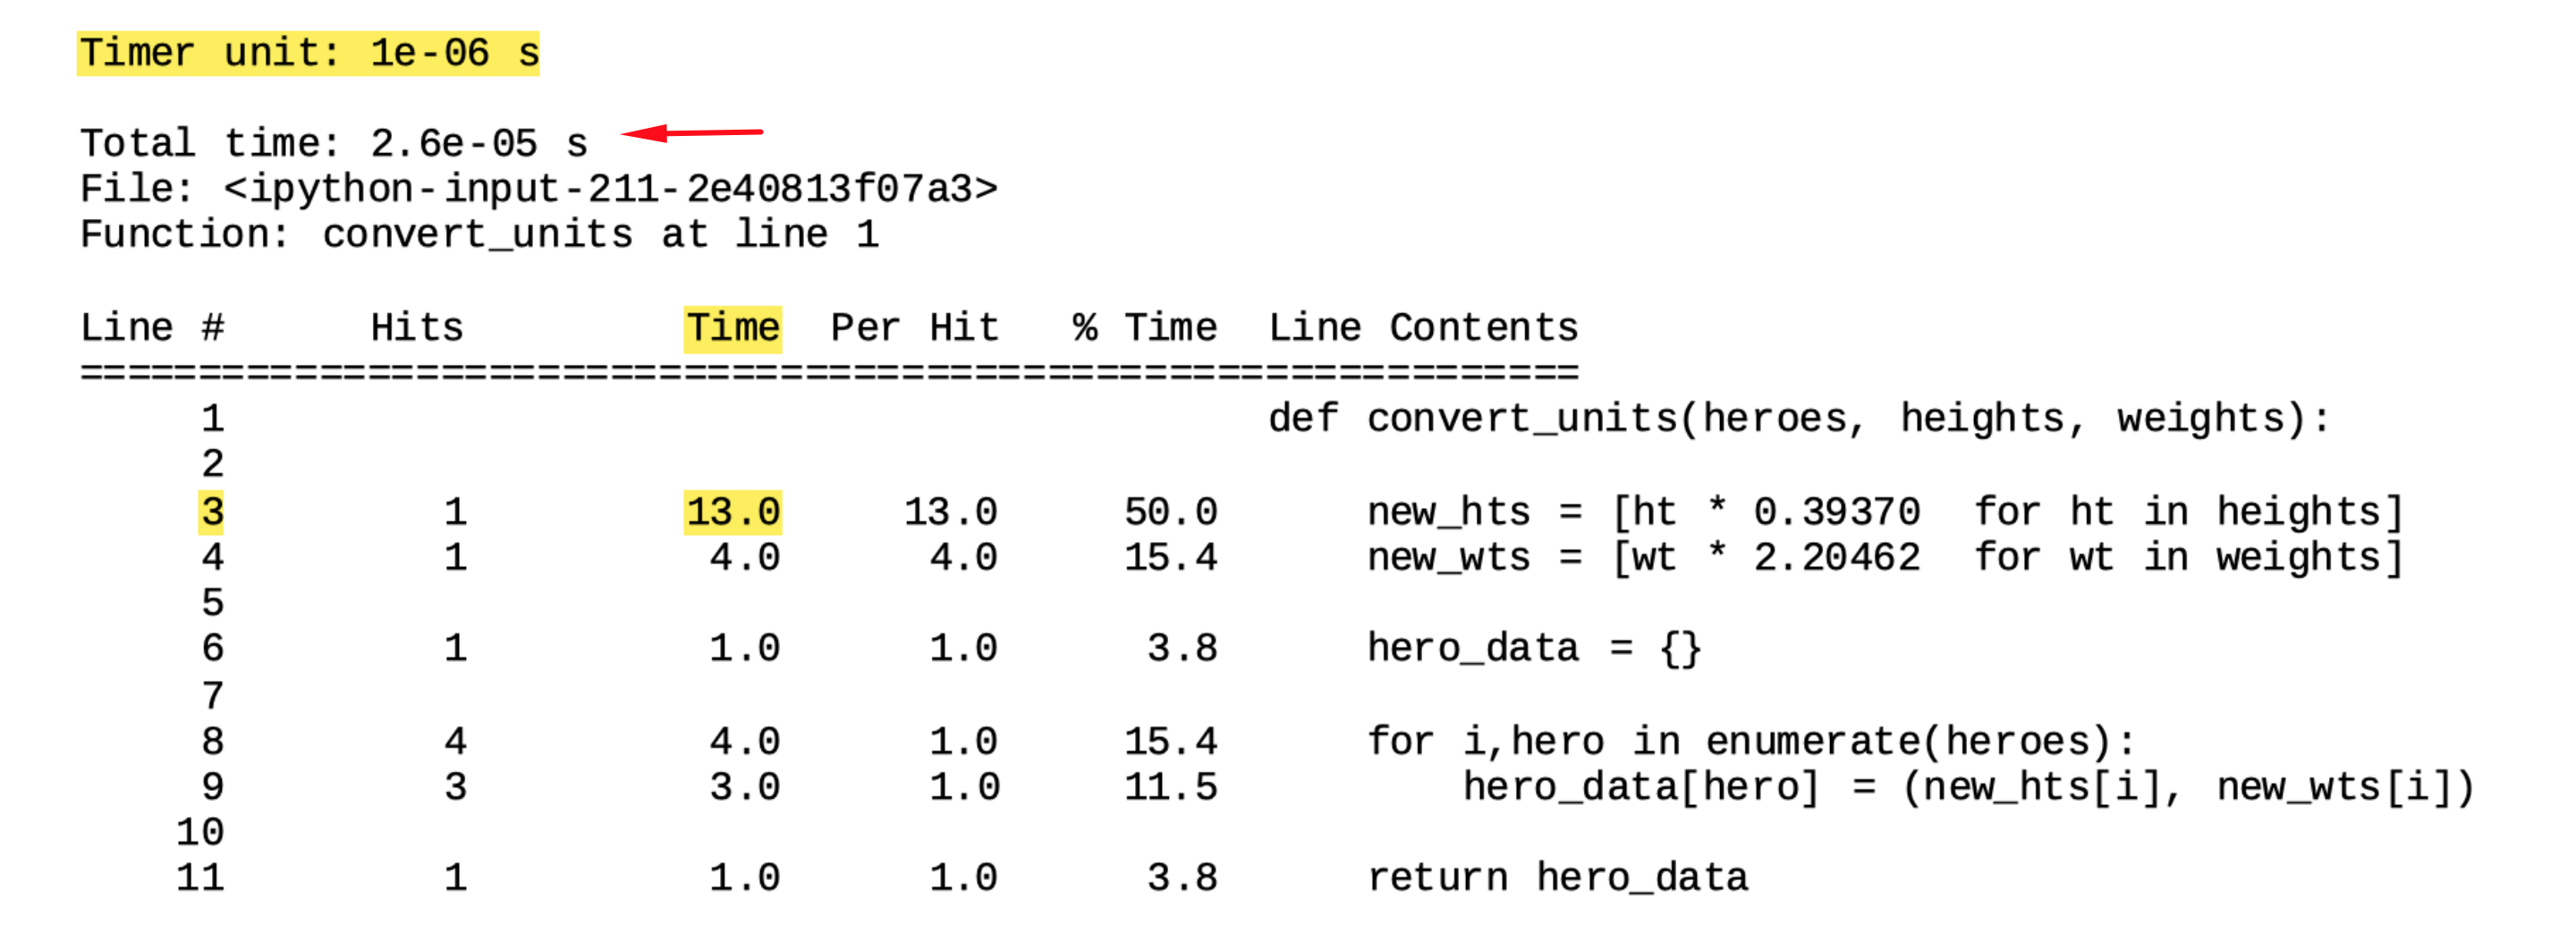 Timer unit: 1e-06 s
Total time: 2.6e-05 s
File: <ipython-input-211-2e40813f07a3>
Function: convert_units at line 1
Line #      Hits         Time  Per Hit   % Time  Line Contents
==============================================================
     1                                           def convert_units(heroes, heights, weights):
     2
     3         1         13.0     13.0     50.0      new_hts = [ht * 0.39370  for ht in heights]
     4         1          4.0      4.0     15.4      new_wts = [wt * 2.20462  for wt in weights]
     5
     6         1          1.0      1.0      3.8      hero_data = {}
     7
     8         4          4.0      1.0     15.4      for i,hero in enumerate(heroes):
     9         3          3.0      1.0     11.5          hero_data[hero] = (new_hts[i], new_wts[i])
    10
    11         1          1.0      1.0      3.8      return hero_data